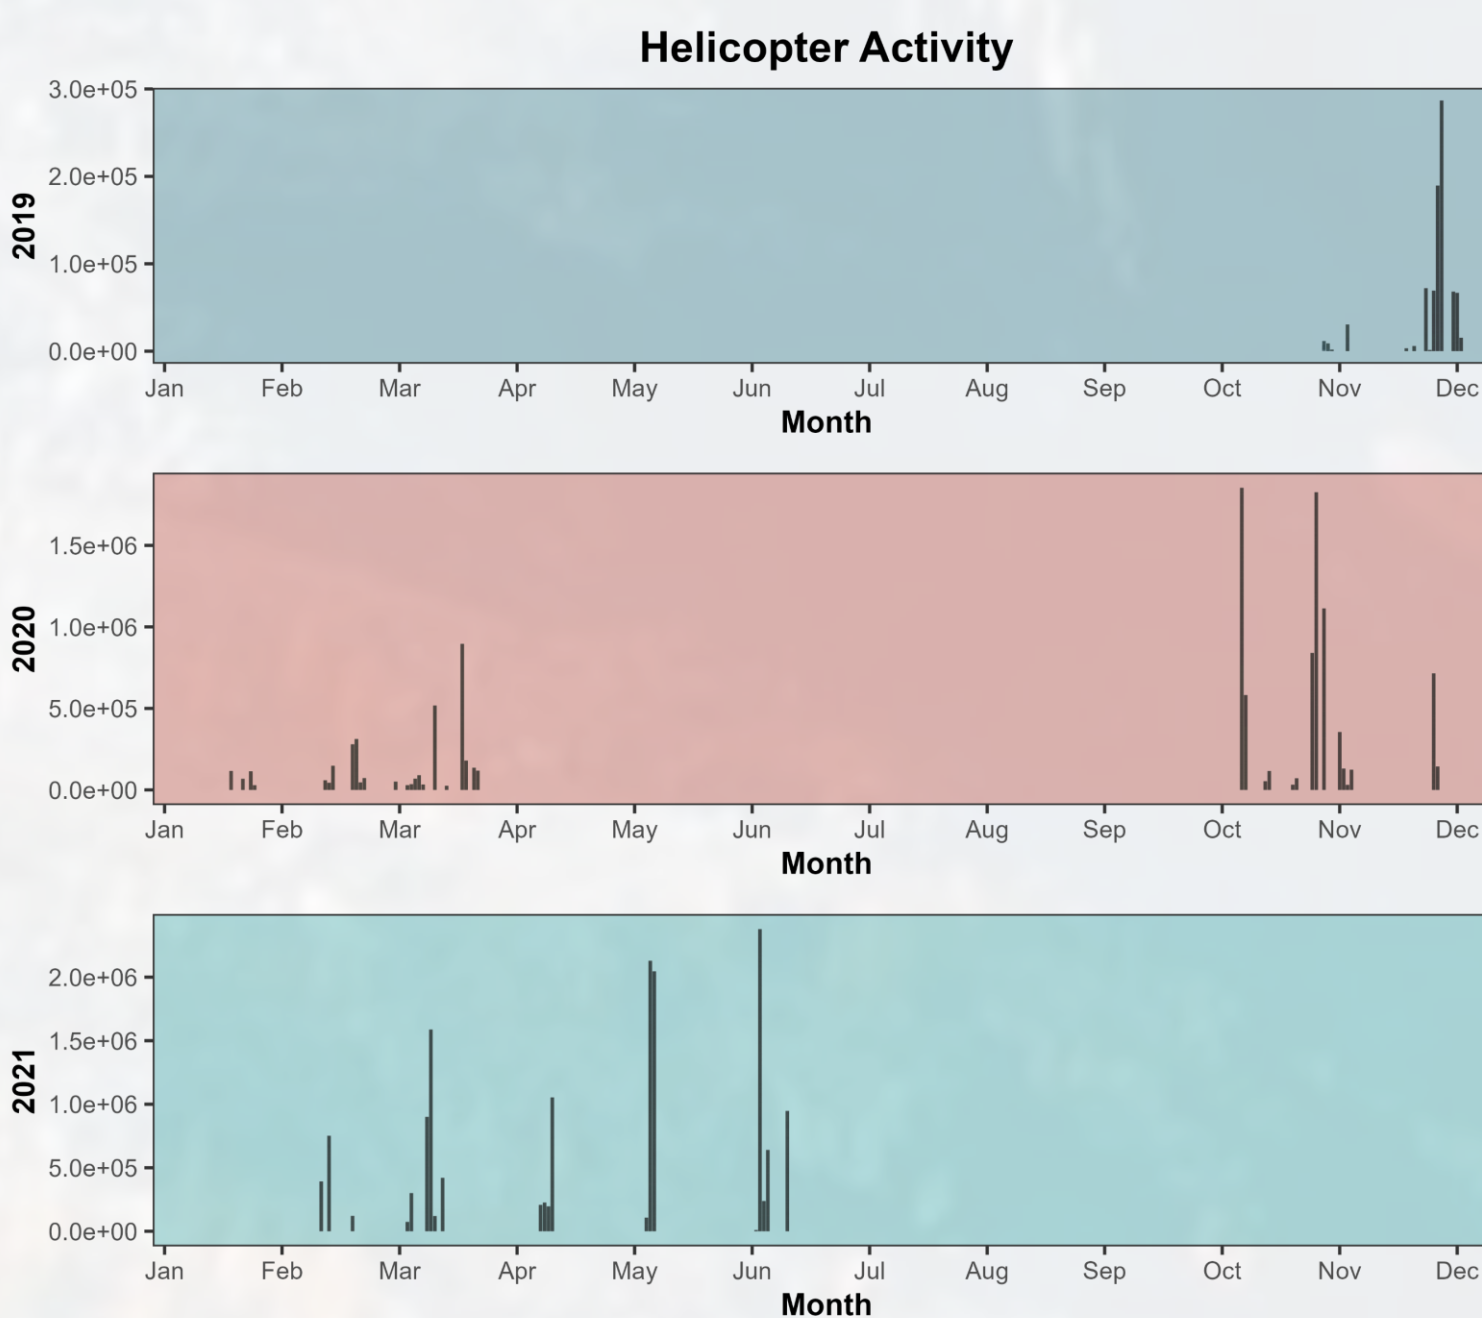 Helicopter Activity
3.0e+05
2.0e+05
1.0e+05
0.0e+00
2019
Jan Feb Mar Apr May Jun Jul Aug Sep Oct Nov Dec
Month
1.5e+06
1.0e+06
5.0e+05
0.0e+00
2020
Jan Feb Mar Apr May Jun Jul Aug Sep Oct Nov Dec
Month
2.0e+06
1.5e+06
1.0e+06
5.0e+05
0.0e+00
2021
Jan Feb Mar Apr May Jun Jul Aug Sep Oct Nov Dec
Month